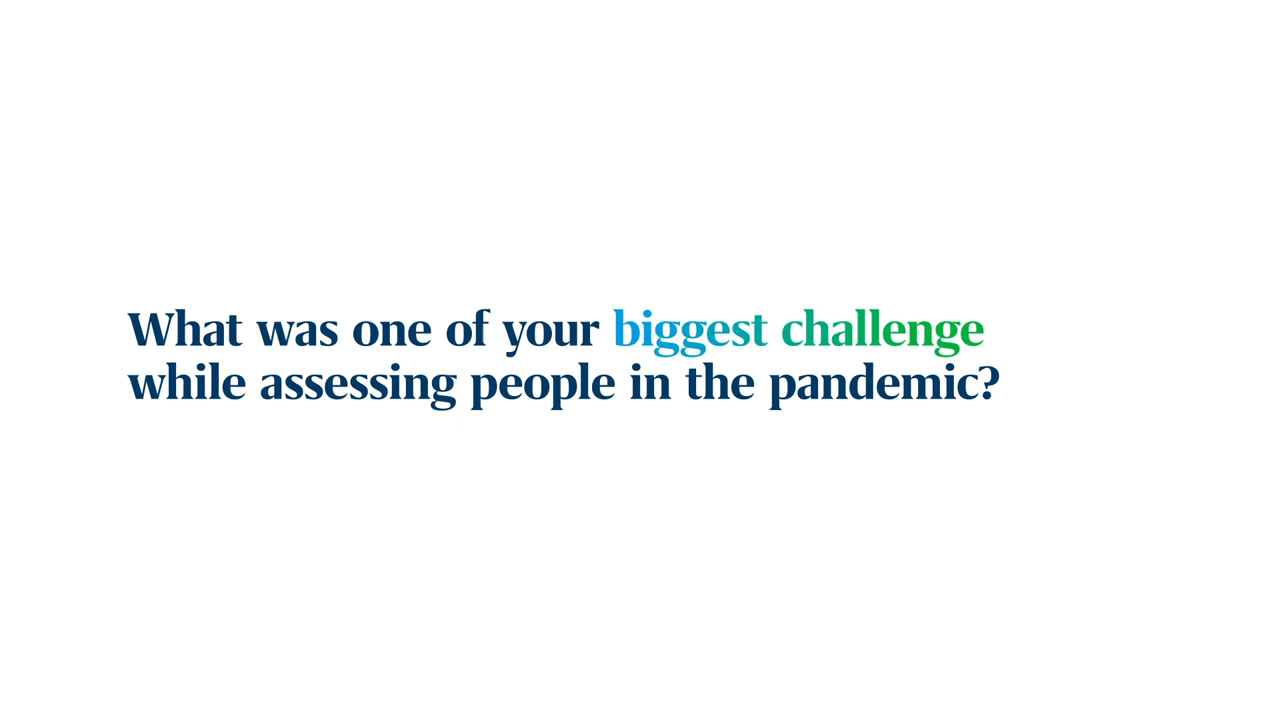 What was one of your biggest challenge
while assessing people in the pandemic?